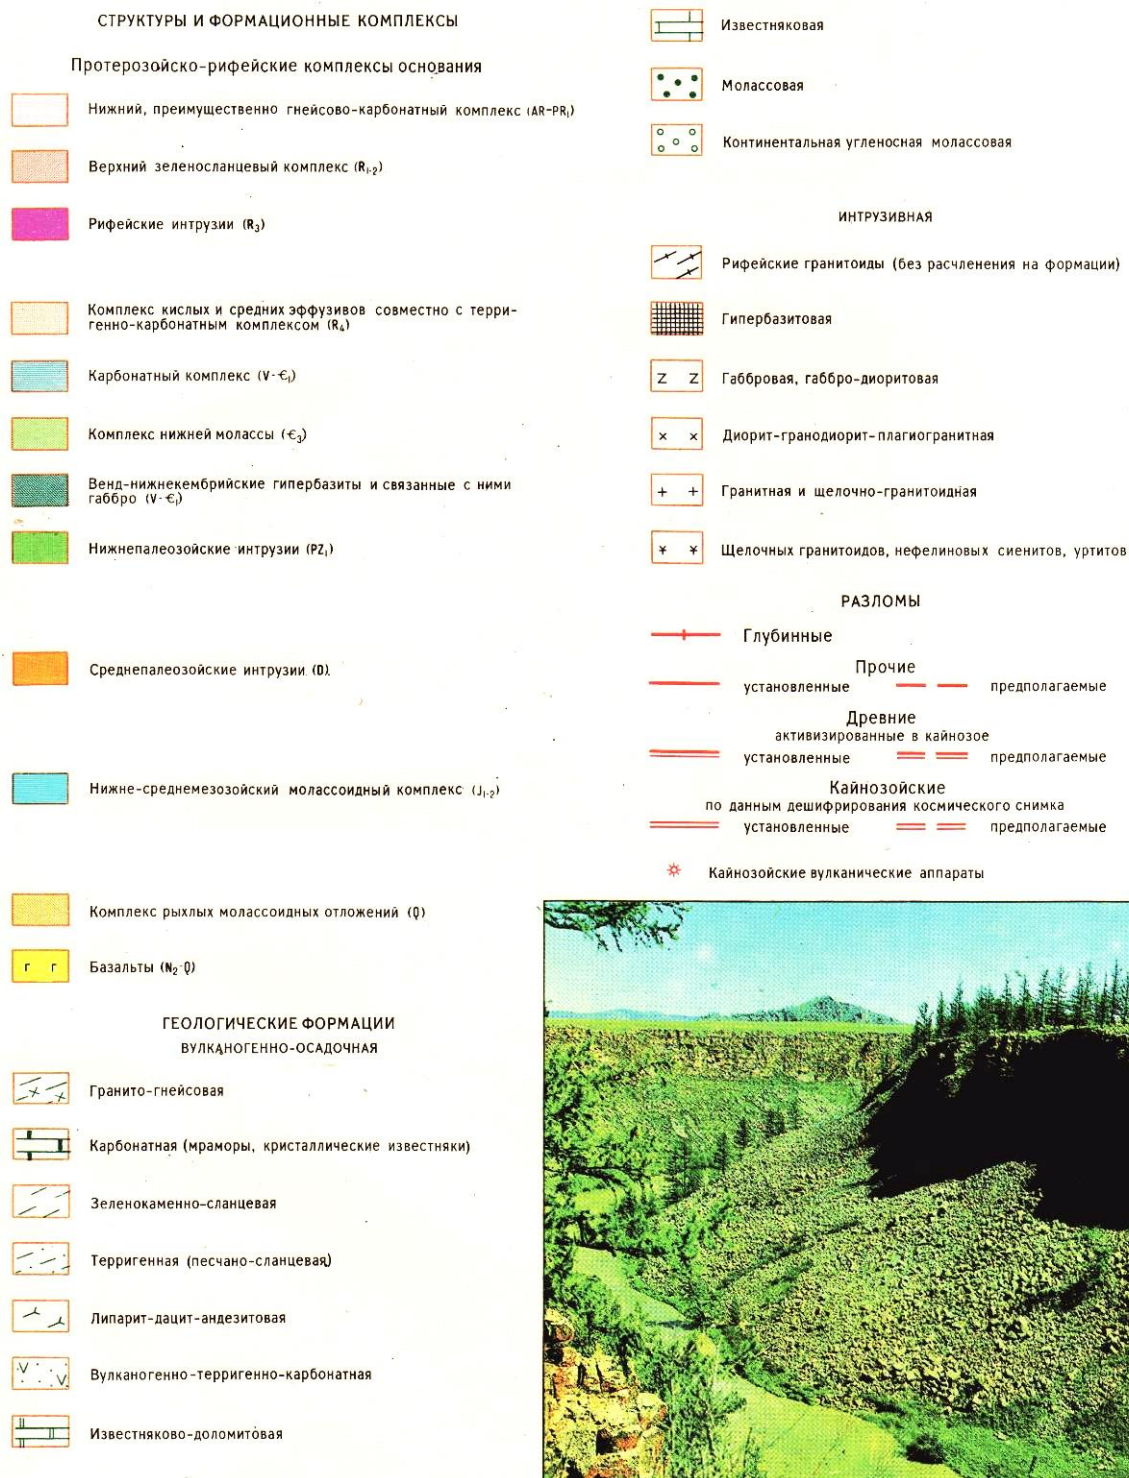 СТРУКТУРЫ И ФОРМАЦИОННЫЕ КОМПЛЕКСЫ
Протерозойско-рифейские комплексы основания
Нижний, преимущественно гнейсово-карбонатный комплекс (AR-PR₁)
Верхний зеленосланцевый комплекс (R₁₋₂)
Рифейские интрузии (R₃)
Комплекс кислых и средних эффузивов совместно с терри-
генно-карбонатным комплексом (R₄)
Карбонатный комплекс (V-Є₁)
Комплекс нижней молассы (Є₃)
Венд-нижнекембрийские гипербазиты и связанные с ними
габбро (V-Є₁)
Нижнепалеозойские интрузии (PZ₁)
Среднепалеозойские интрузии (D)
Нижне-среднемезозойский молассоидный комплекс (J₁₋₂)
Комплекс рыхлых молассоидных отложений (Q)
Г Г Базальты (N₂-Q)
ГЕОЛОГИЧЕСКИЕ ФОРМАЦИИ
ВУЛКАНОГЕННО-ОСАДОЧНАЯ
Гранито-гнейсовая
Карбонатная (мраморы, кристаллические известняки)
Зеленокаменно-сланцевая
Терригенная (песчано-сланцевая)
Липарит-дацит-андезитовая
Вулканогенно-терригенно-карбонатная
Известняково-доломитовая
Известняковая
Молассовая
Континентальная угленосная молассовая
ИНТРУЗИВНАЯ
Рифейские гранитоиды (без расчленения на формации)
Гипербазитовая
Z Z Габбровая, габбро-диоритовая
Диорит-гранодиорит-плагиогранитная
Гранитная и щелочно-гранитоидная
Щелочных гранитоидов, нефелиновых сиенитов, уртитов
РАЗЛОМЫ
Глубинные
Прочие
установленные предполагаемые
Древние
активизированные в кайнозое
установленные предполагаемые
Кайнозойские
по данным дешифрирования космического снимка
установленные предполагаемые
Кайнозойские вулканические аппараты